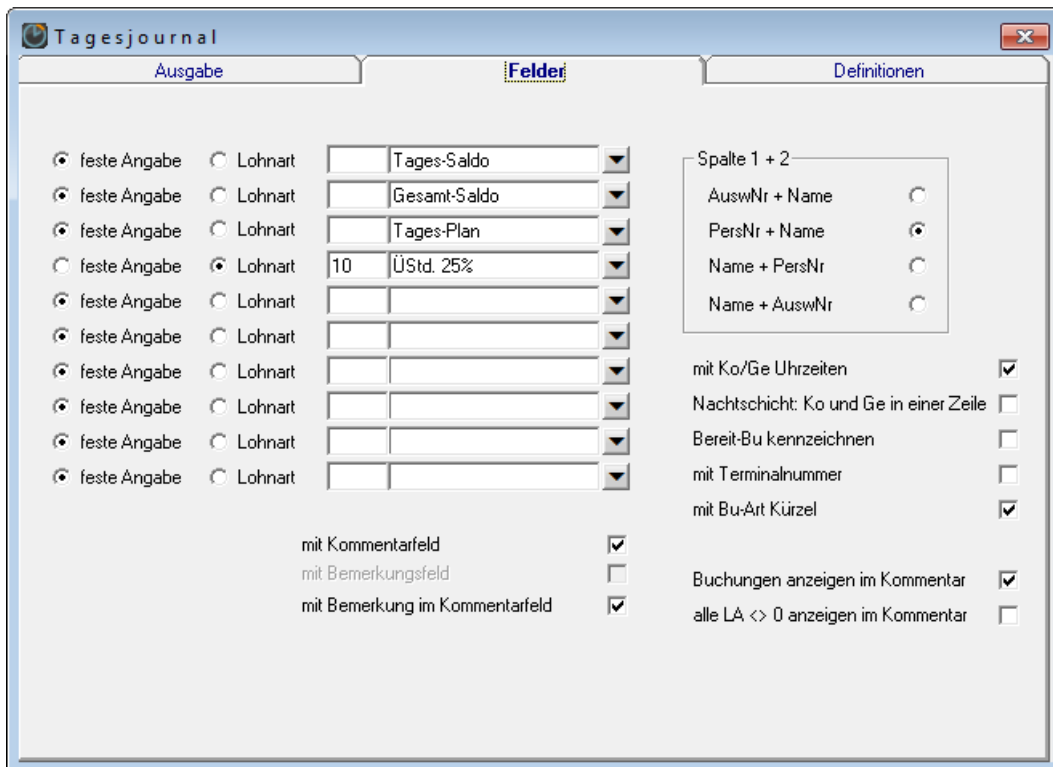 Tagesjournal
Ausgabe Felder Definitionen
feste Angabe Lohnart Tages-Saldo
feste Angabe Lohnart Gesamt-Saldo
feste Angabe Lohnart Tages-Plan
feste Angabe Lohnart 10 ÜStd. 25%
feste Angabe Lohnart
feste Angabe Lohnart
feste Angabe Lohnart
feste Angabe Lohnart
feste Angabe Lohnart
feste Angabe Lohnart
mit Kommentarfeld
mit Bemerkungsfeld
mit Bemerkung im Kommentarfeld
Spalte 1 + 2
AuswNr + Name
PersNr + Name
Name + PersNr
Name + AuswNr
mit Ko/Ge Uhrzeiten
Nachtschicht: Ko und Ge in einer Zeile
Bereit-Bu kennzeichnen
mit Terminalnummer
mit Bu-Art Kürzel
Buchungen anzeigen im Kommentar
alle LA <> 0 anzeigen im Kommentar